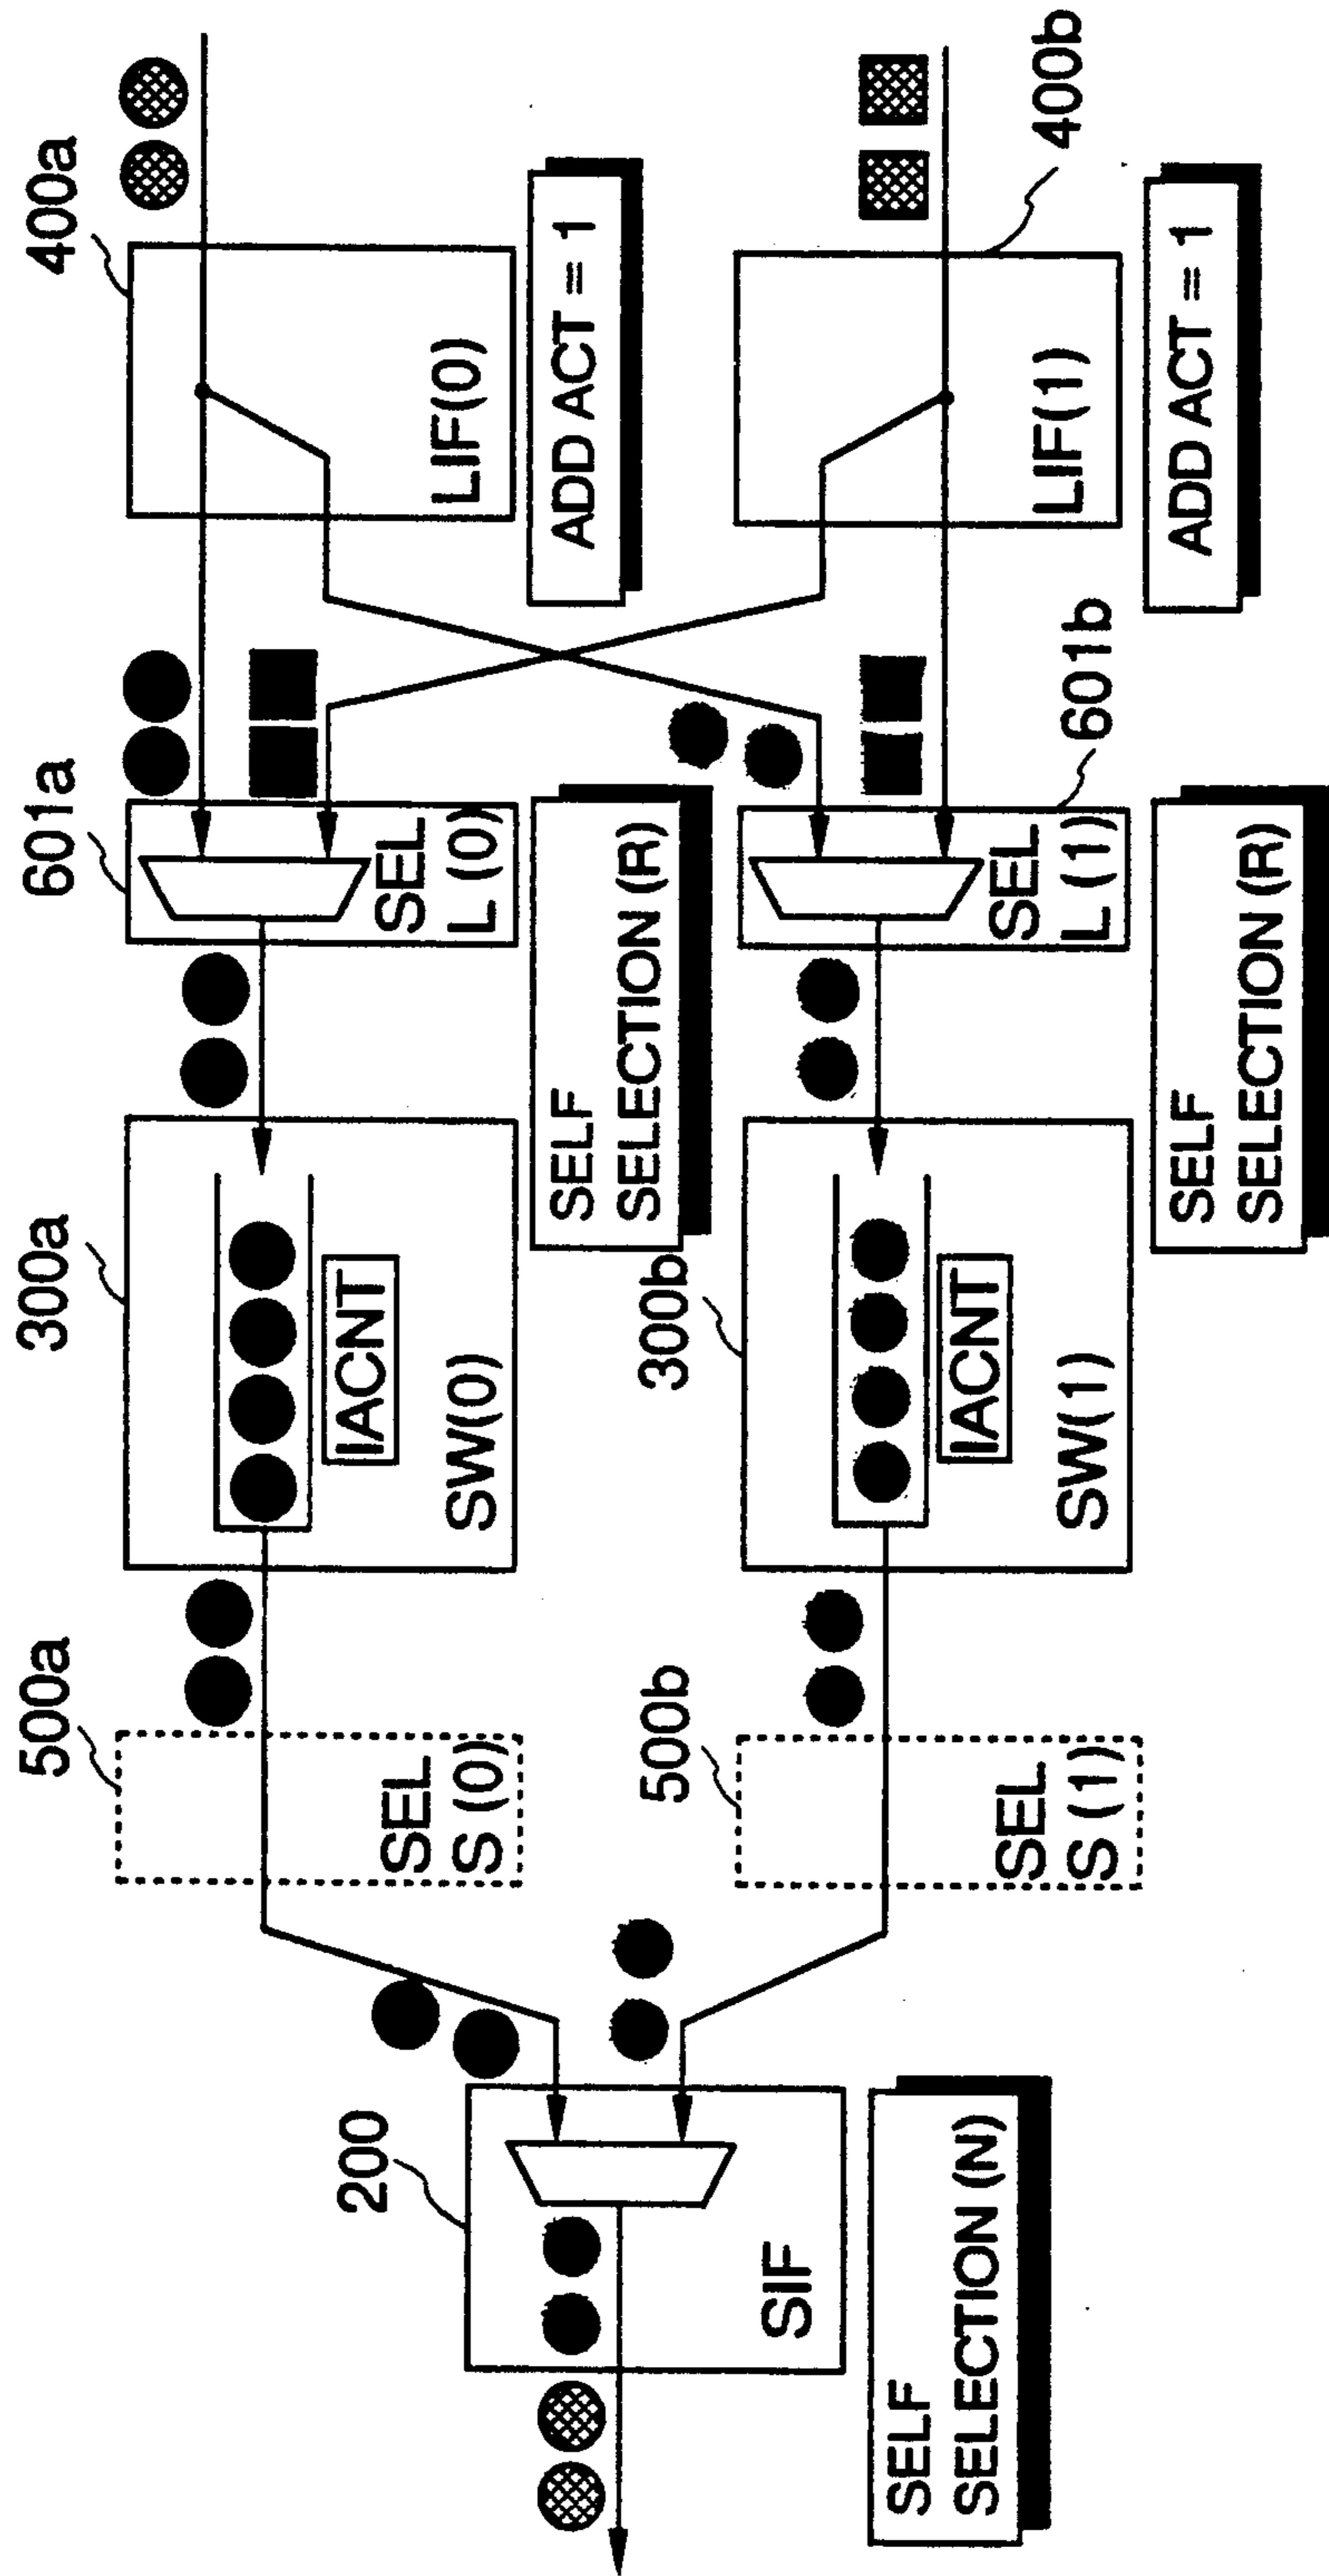 400a
LIF(0)
ADD ACT = 1
400b
LIF(1)
ADD ACT = 1
601a
SEL
L (0)
SELF
SELECTION (R)
601b
SEL
L (1)
SELF
SELECTION (R)
300a
IACNT
SW(0)
300b
IACNT
SW(1)
500a
SEL
S (0)
500b
SEL
S (1)
200
SIF
SELF
SELECTION (N)